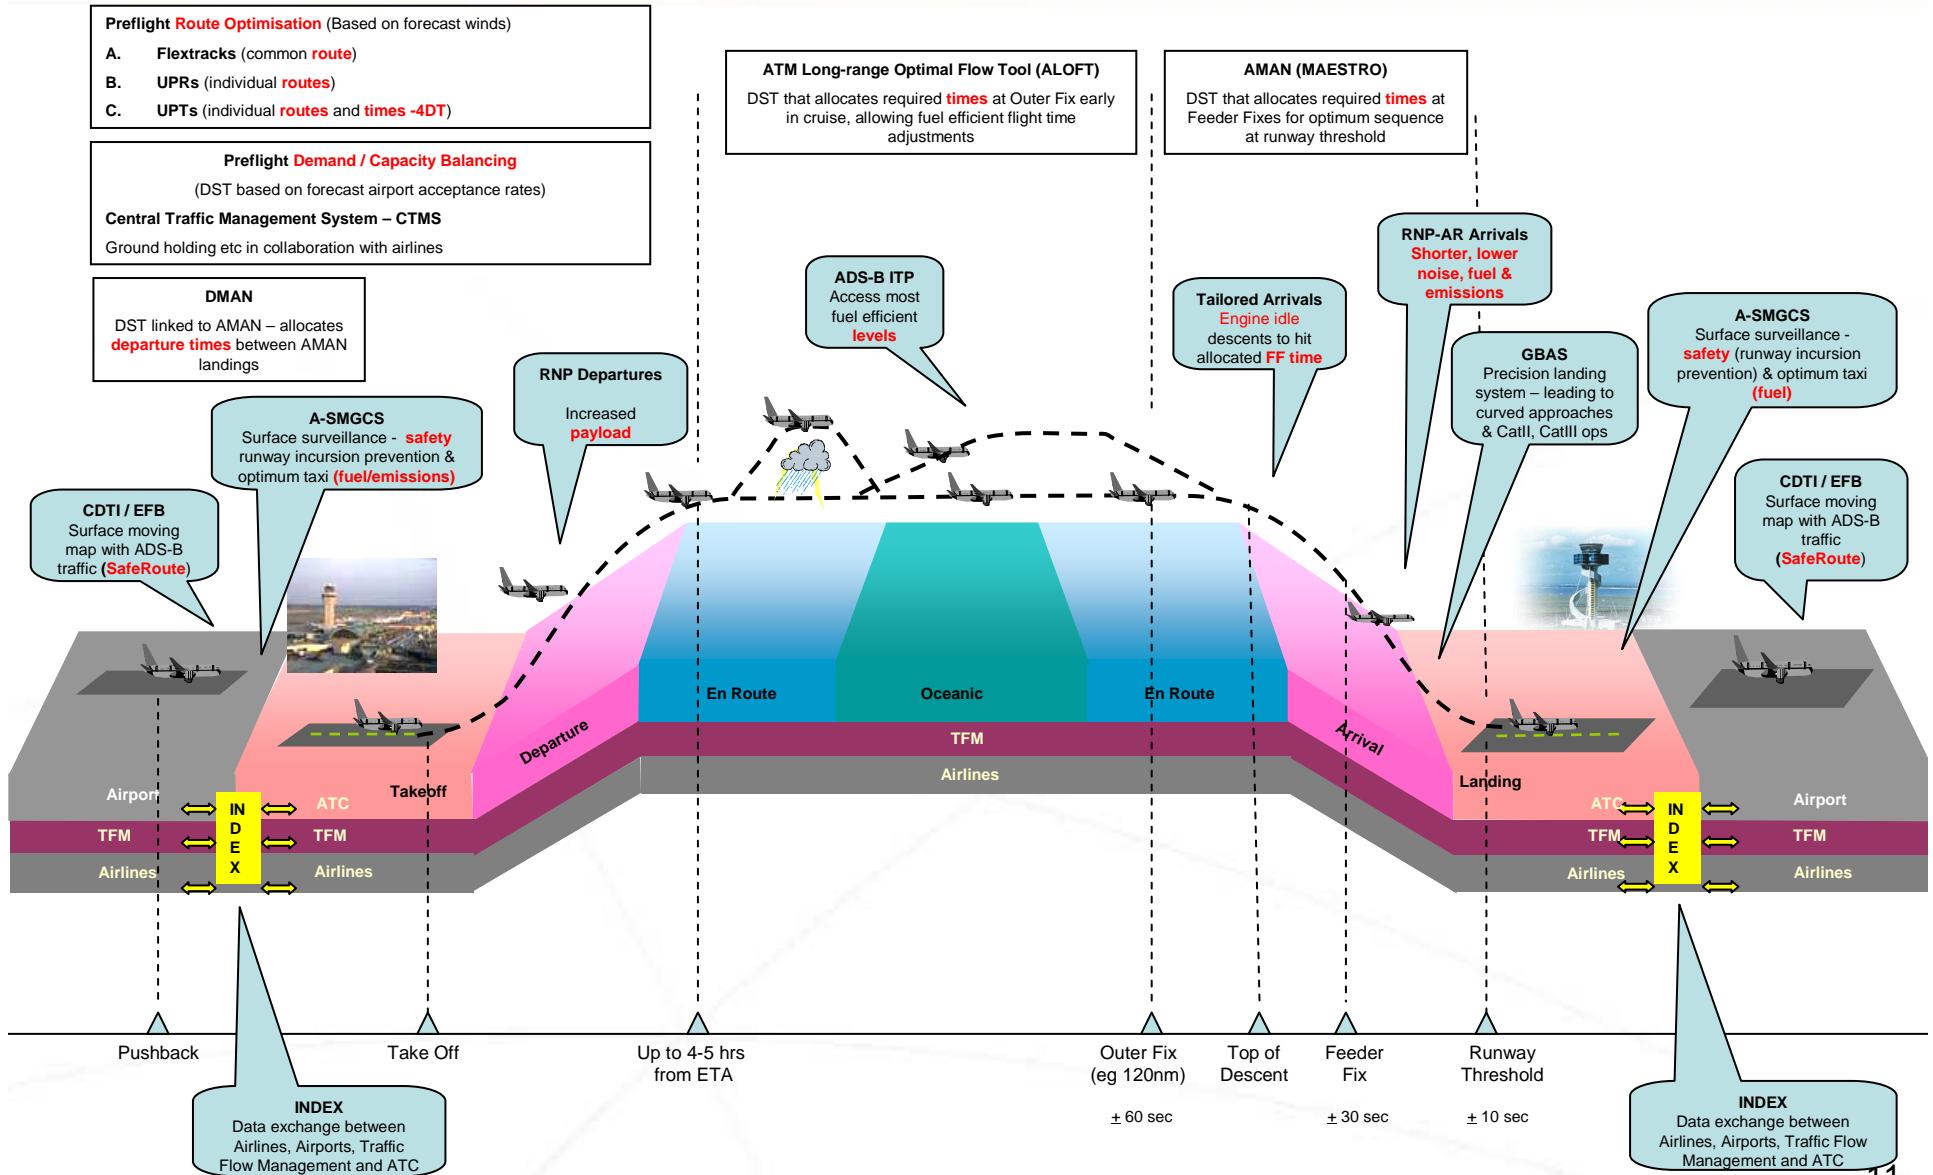 Preflight Route Optimisation (Based on forecast winds)
A. Flextracks (common route)
B. UPRs (individual routes)
C. UPTs (individual routes and times -4DT)
Preflight Demand / Capacity Balancing
(DST based on forecast airport acceptance rates)
Central Traffic Management System – CTMS
Ground holding etc in collaboration with airlines
DMAN
DST linked to AMAN – allocates
departure times between AMAN
landings
ATM Long-range Optimal Flow Tool (ALOFT)
DST that allocates required times at Outer Fix early
in cruise, allowing fuel efficient flight time
adjustments
AMAN (MAESTRO)
DST that allocates required times at
Feeder Fixes for optimum sequence
at runway threshold
CDTI / EFB
Surface moving
map with ADS-B
traffic (SafeRoute)
A-SMGCS
Surface surveillance - safety
runway incursion prevention &
optimum taxi (fuel/emissions)
RNP Departures
Increased
payload
ADS-B ITP
Access most
fuel efficient
levels
Tailored Arrivals
Engine idle
descents to hit
allocated FF time
RNP-AR Arrivals
Shorter, lower
noise, fuel &
emissions
GBAS
Precision landing
system – leading to
curved approaches
& CatII, CatIII ops
A-SMGCS
Surface surveillance -
safety (runway incursion
prevention) & optimum taxi
(fuel)
CDTI / EFB
Surface moving
map with ADS-B
traffic
(SafeRoute)
En Route
Oceanic
En Route
Departure
Arrival
TFM
Airlines
Takeoff
Landing
Airport
ATC
TFM
TFM
Airlines
Airlines
I N
D
E
X
ATC
Airport
TFM
TFM
Airlines
Airlines
I N
D
E
X
Pushback
Take Off
Up to 4-5 hrs
from ETA
Outer Fix
(eg 120nm)
+ 60 sec
Top of
Descent
Feeder
Fix
+ 30 sec
Runway
Threshold
+ 10 sec
INDEX
Data exchange between
Airlines, Airports, Traffic
Flow Management and ATC
INDEX
Data exchange between
Airlines, Airports, Traffic Flow
Management and ATC
11